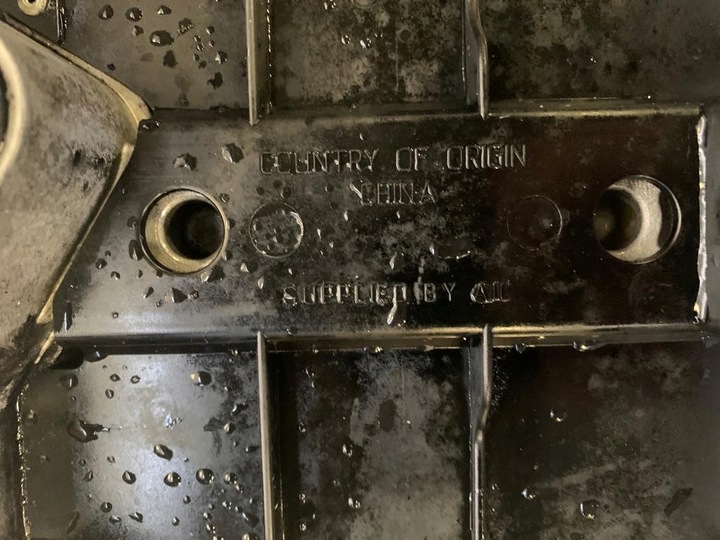 COUNTRY OF ORIGIN
CHINA
SUPPLIED BY